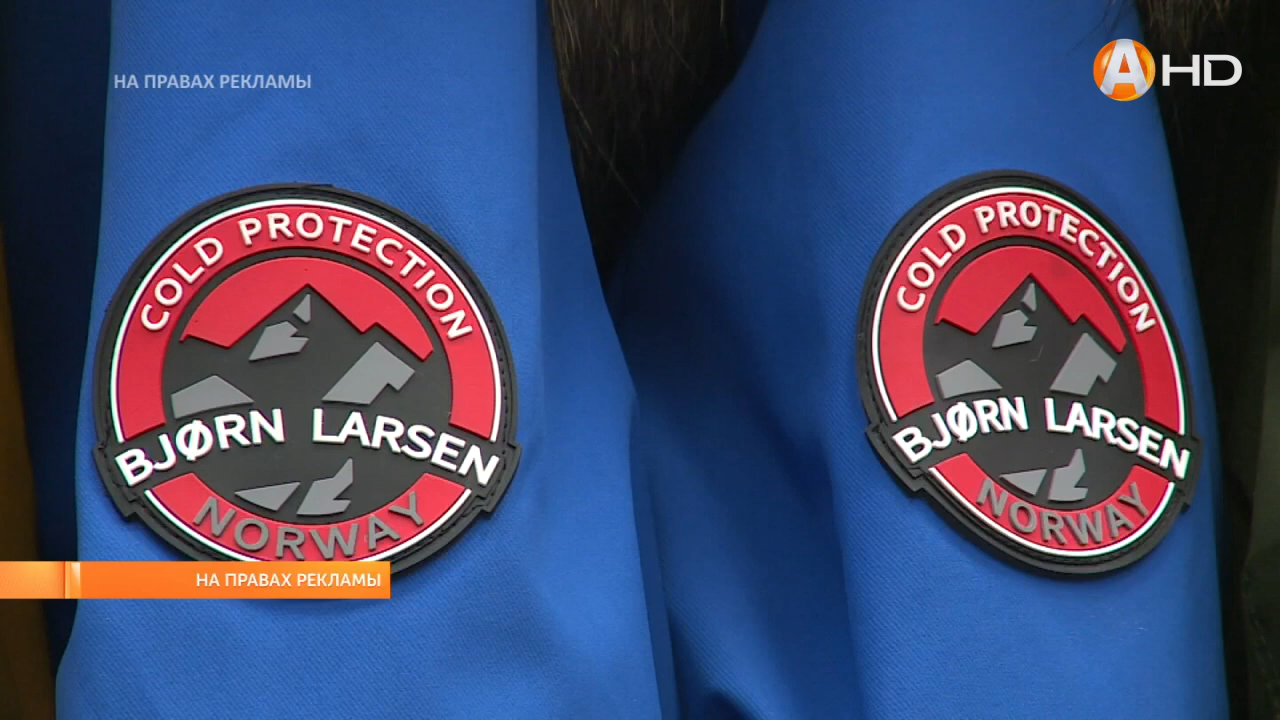 НА ПРАВАХ РЕКЛАМЫ
A HD
COLD PROTECTION
BJØRN LARSEN
NORWAY
COLD PROTECTION
BJØRN LARSEN
NORWAY
НА ПРАВАХ РЕКЛАМЫ